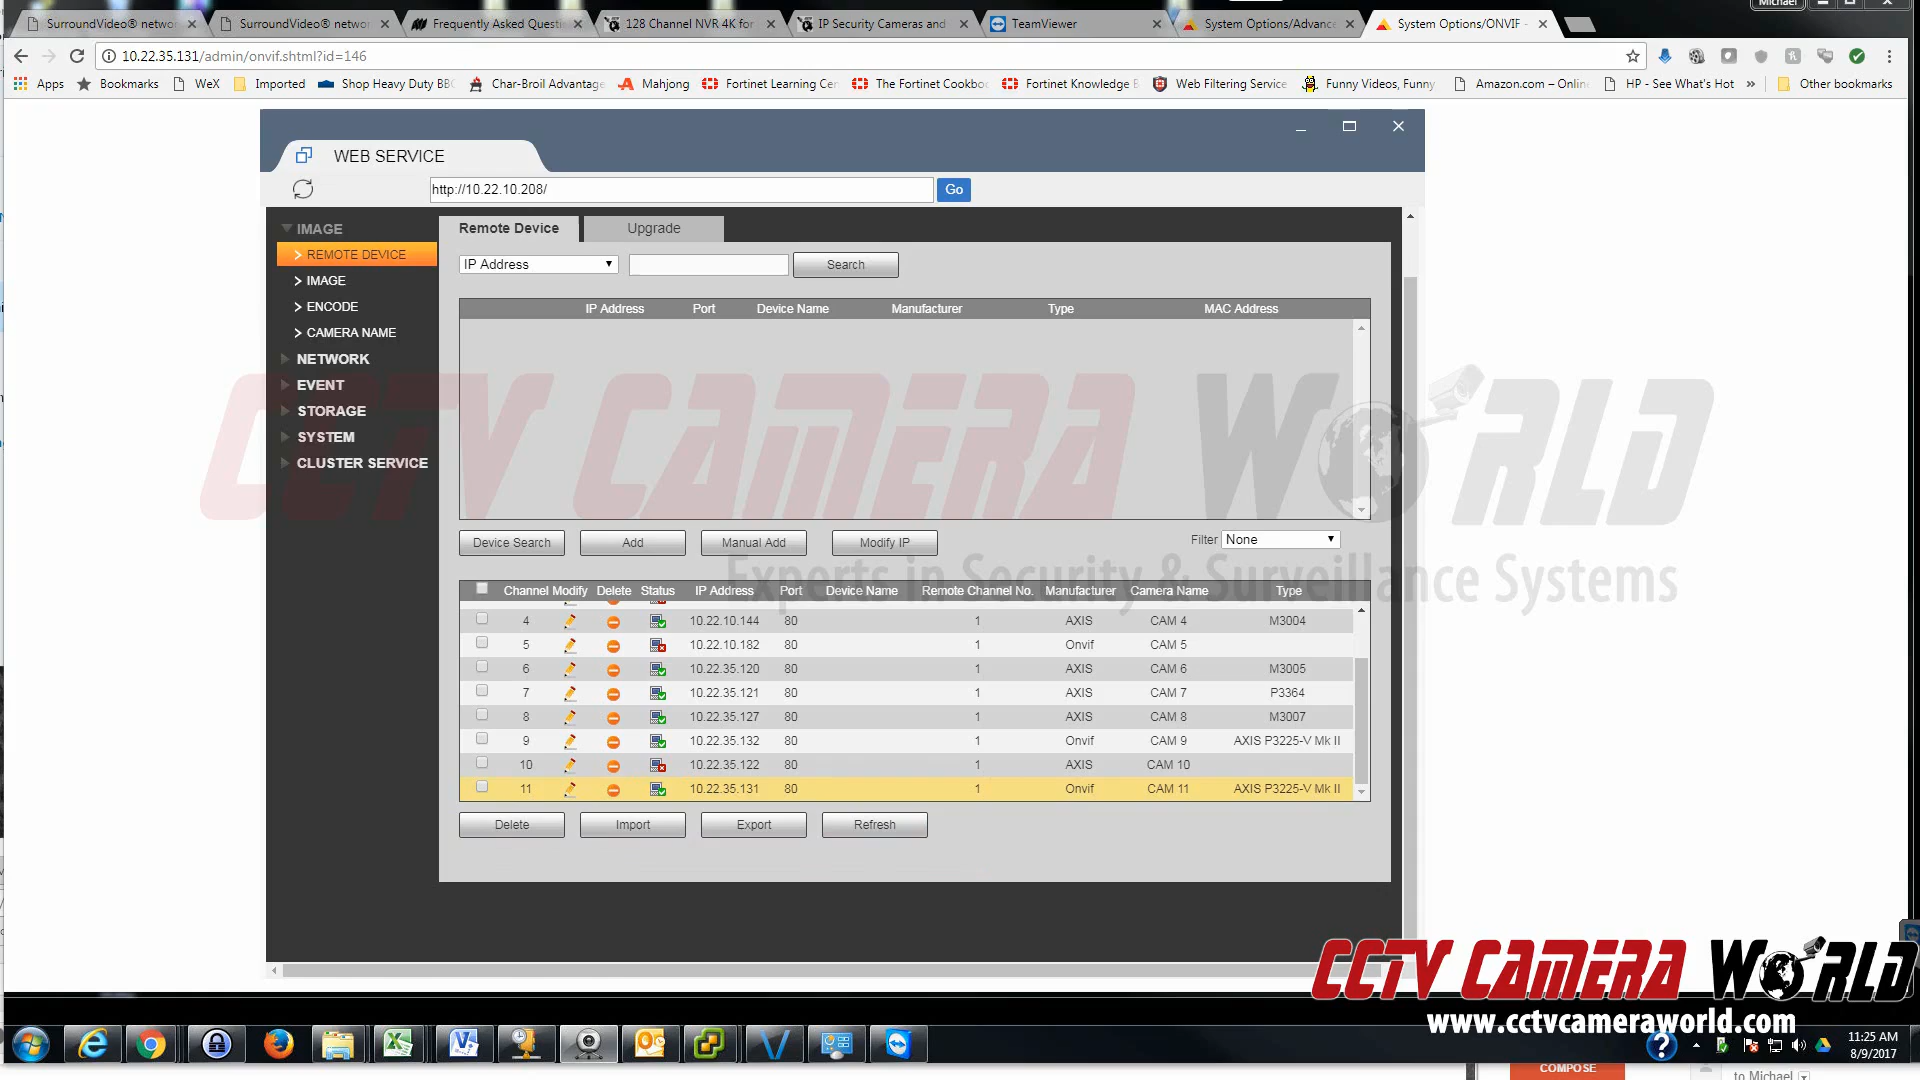 Michael
SurroundVideo® netwo
SurroundVideo® netwo
Frequently Asked Questi
128 Channel NVR 4K for
IP Security Cameras and
TeamViewer
System Options/Advance
System Options/ONVIF -
10.22.35.131/admin/onvif.shtml?id=146
Apps
Bookmarks
WeX
Imported
Shop Heavy Duty BBC
Char-Broil Advantage
Mahjong
Fortinet Learning Cen
The Fortinet Cookboo
Fortinet Knowledge B
Web Filtering Service
Funny Videos, Funny
Amazon.com – Onlin
HP - See What's Hot
»
Other bookmarks
WEB SERVICE
http://10.22.10.208/
Go
IMAGE
> REMOTE DEVICE
> IMAGE
> ENCODE
> CAMERA NAME
NETWORK
EVENT
STORAGE
SYSTEM
CLUSTER SERVICE
Remote Device
Upgrade
IP Address
Search
IP Address Port Device Name Manufacturer Type MAC Address
CCTV CAMERA WORLD
Experts in Security & Surveillance Systems
Device Search
Add
Manual Add
Modify IP
Filter None
Channel Modify Delete Status IP Address Port Device Name Remote Channel No. Manufacturer Camera Name Type
4 10.22.10.144 80 1 AXIS CAM 4 M3004
5 10.22.10.182 80 1 Onvif CAM 5
6 10.22.35.120 80 1 AXIS CAM 6 M3005
7 10.22.35.121 80 1 AXIS CAM 7 P3364
8 10.22.35.127 80 1 AXIS CAM 8 M3007
9 10.22.35.132 80 1 Onvif CAM 9 AXIS P3225-V Mk II
10 10.22.35.122 80 1 AXIS CAM 10
11 10.22.35.131 80 1 Onvif CAM 11 AXIS P3225-V Mk II
Delete
Import
Export
Refresh
CCTV CAMERA WORLD
www.cctvcameraworld.com
11:25 AM
8/9/2017
COMPOSE
to Michael